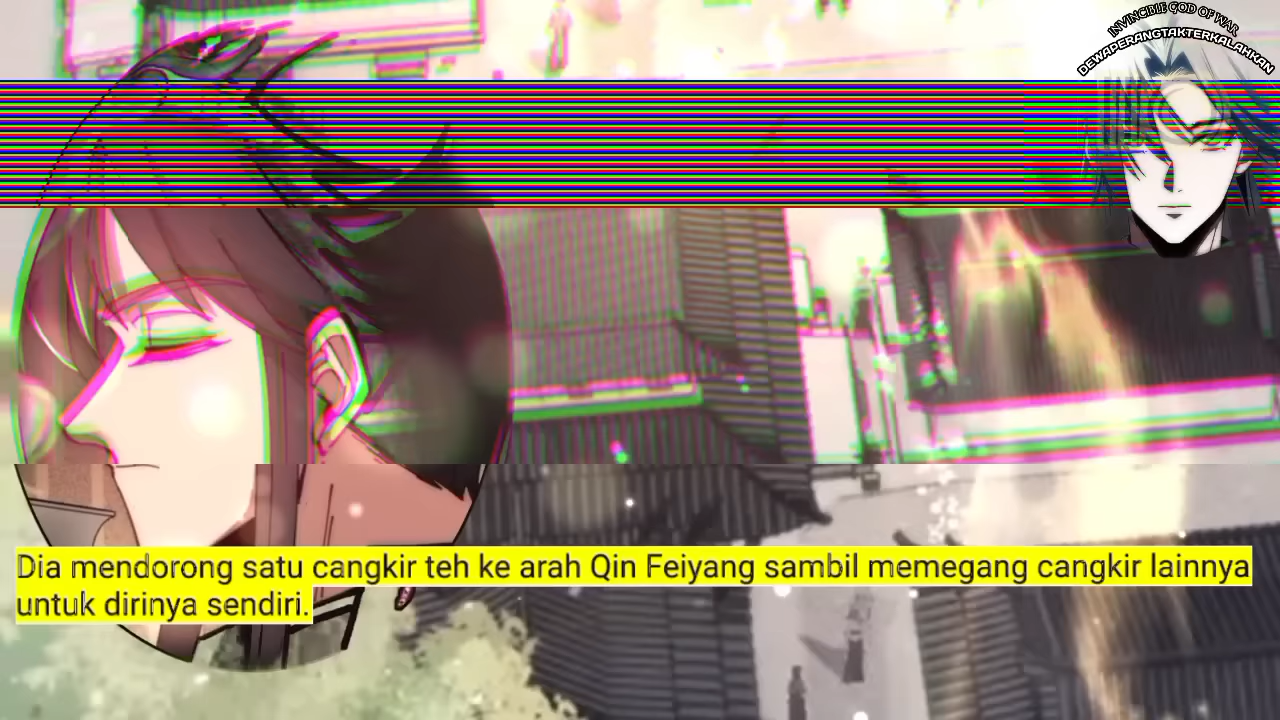 INVINCIBLE GOD OF WAR
DEWAPERANGTAKTERKALAHKAN
Dia mendorong satu cangkir teh ke arah Qin Feiyang sambil memegang cangkir lainnya
untuk dirinya sendiri.